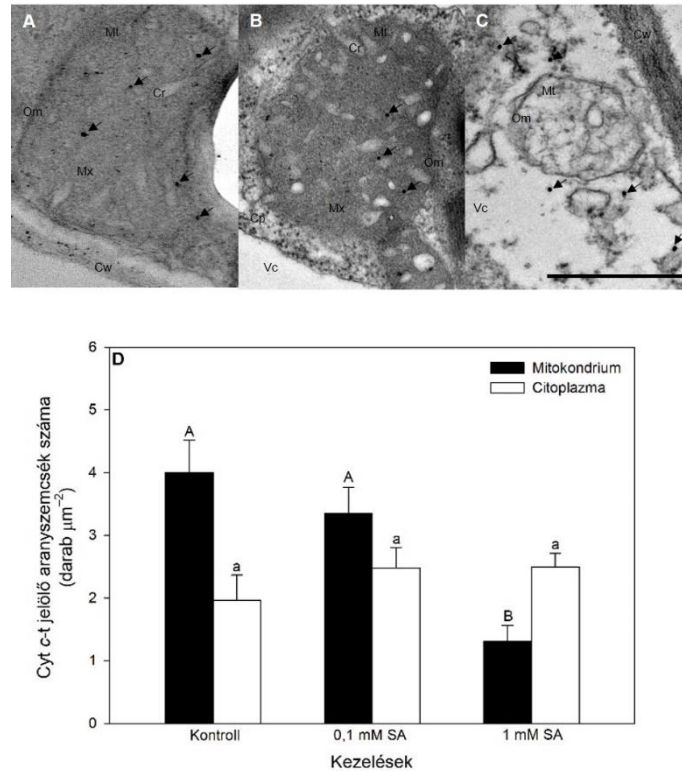 A
Mt
Cr
Om
Mx
Cw
B
Mt
Cr
Om
Mx
Cp
Vc
C
Cw
Mt
Om
Vc
D
Mitokondrium
Citoplazma
Cyt c-t jelölő aranyszemcsék száma
(darab μm⁻²)
6
5
4
3
2
1
0
A
a
A
a
B
a
Kontroll
0,1 mM SA
1 mM SA
Kezelések